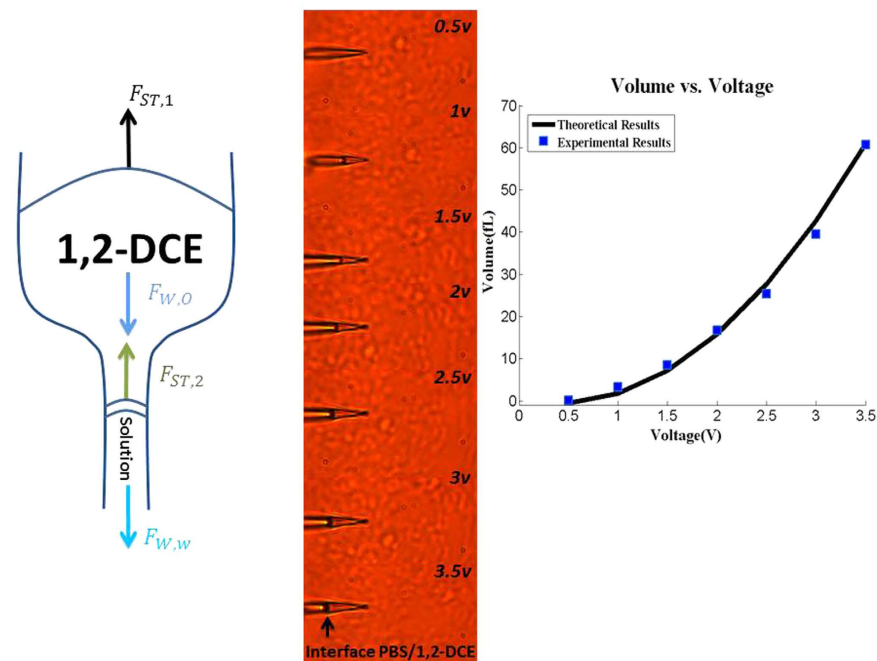 F_{ST,1}
1,2-DCE
F_{W,O}
F_{ST,2}
Solution
F_{W,w}
0.5v
1v
1.5v
2v
2.5v
3v
3.5v
Interface PBS/1,2-DCE
Volume vs. Voltage
Theoretical Results
Experimental Results
Volume(fL)
70
60
50
40
30
20
10
0
0 0.5 1 1.5 2 2.5 3 3.5
Voltage(V)